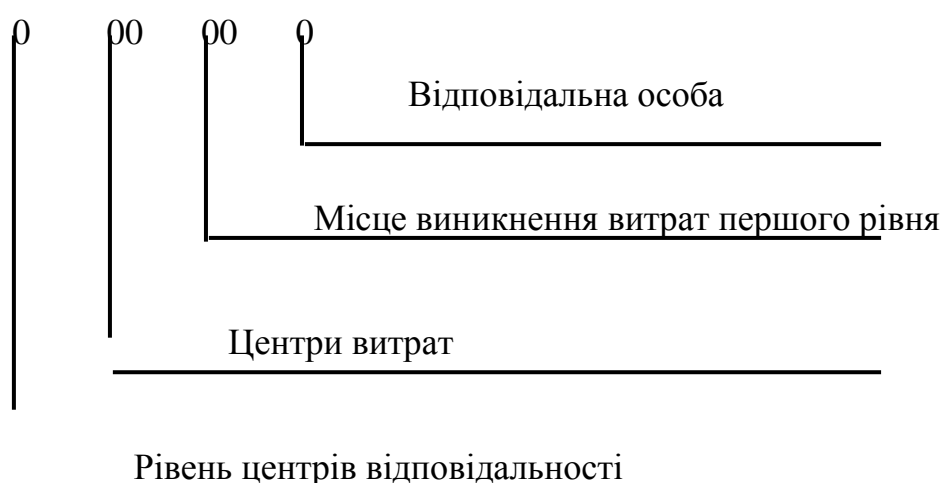 0 00 00 0
Відповідальна особа
Місце виникнення витрат першого рівня
Центри витрат
Рівень центрів відповідальності